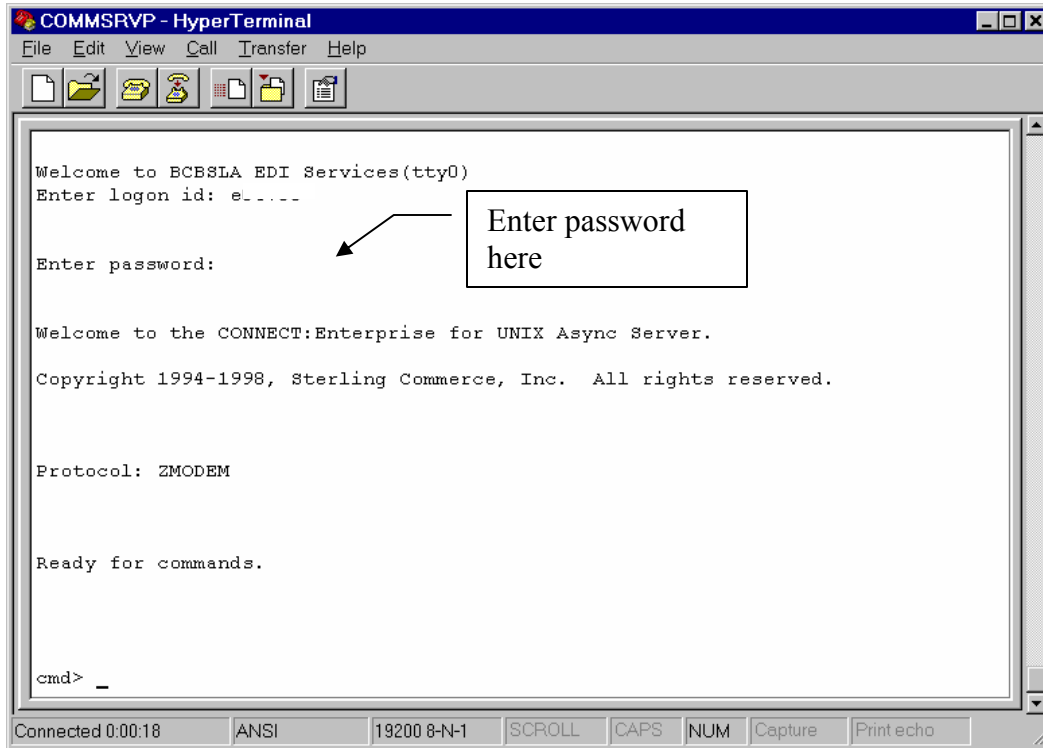 COMMSRVP - HyperTerminal
File Edit View Call Transfer Help
Welcome to BCBSLA EDI Services(tty0)
Enter logon id:
Enter password
here
Enter password:
Welcome to the CONNECT:Enterprise for UNIX Async Server.
Copyright 1994-1998, Sterling Commerce, Inc. All rights reserved.
Protocol: ZMODEM
Ready for commands.
cmd> _
Connected 0:00:18 ANSI 19200 8-N-1 SCROLL CAPS NUM Capture Print echo